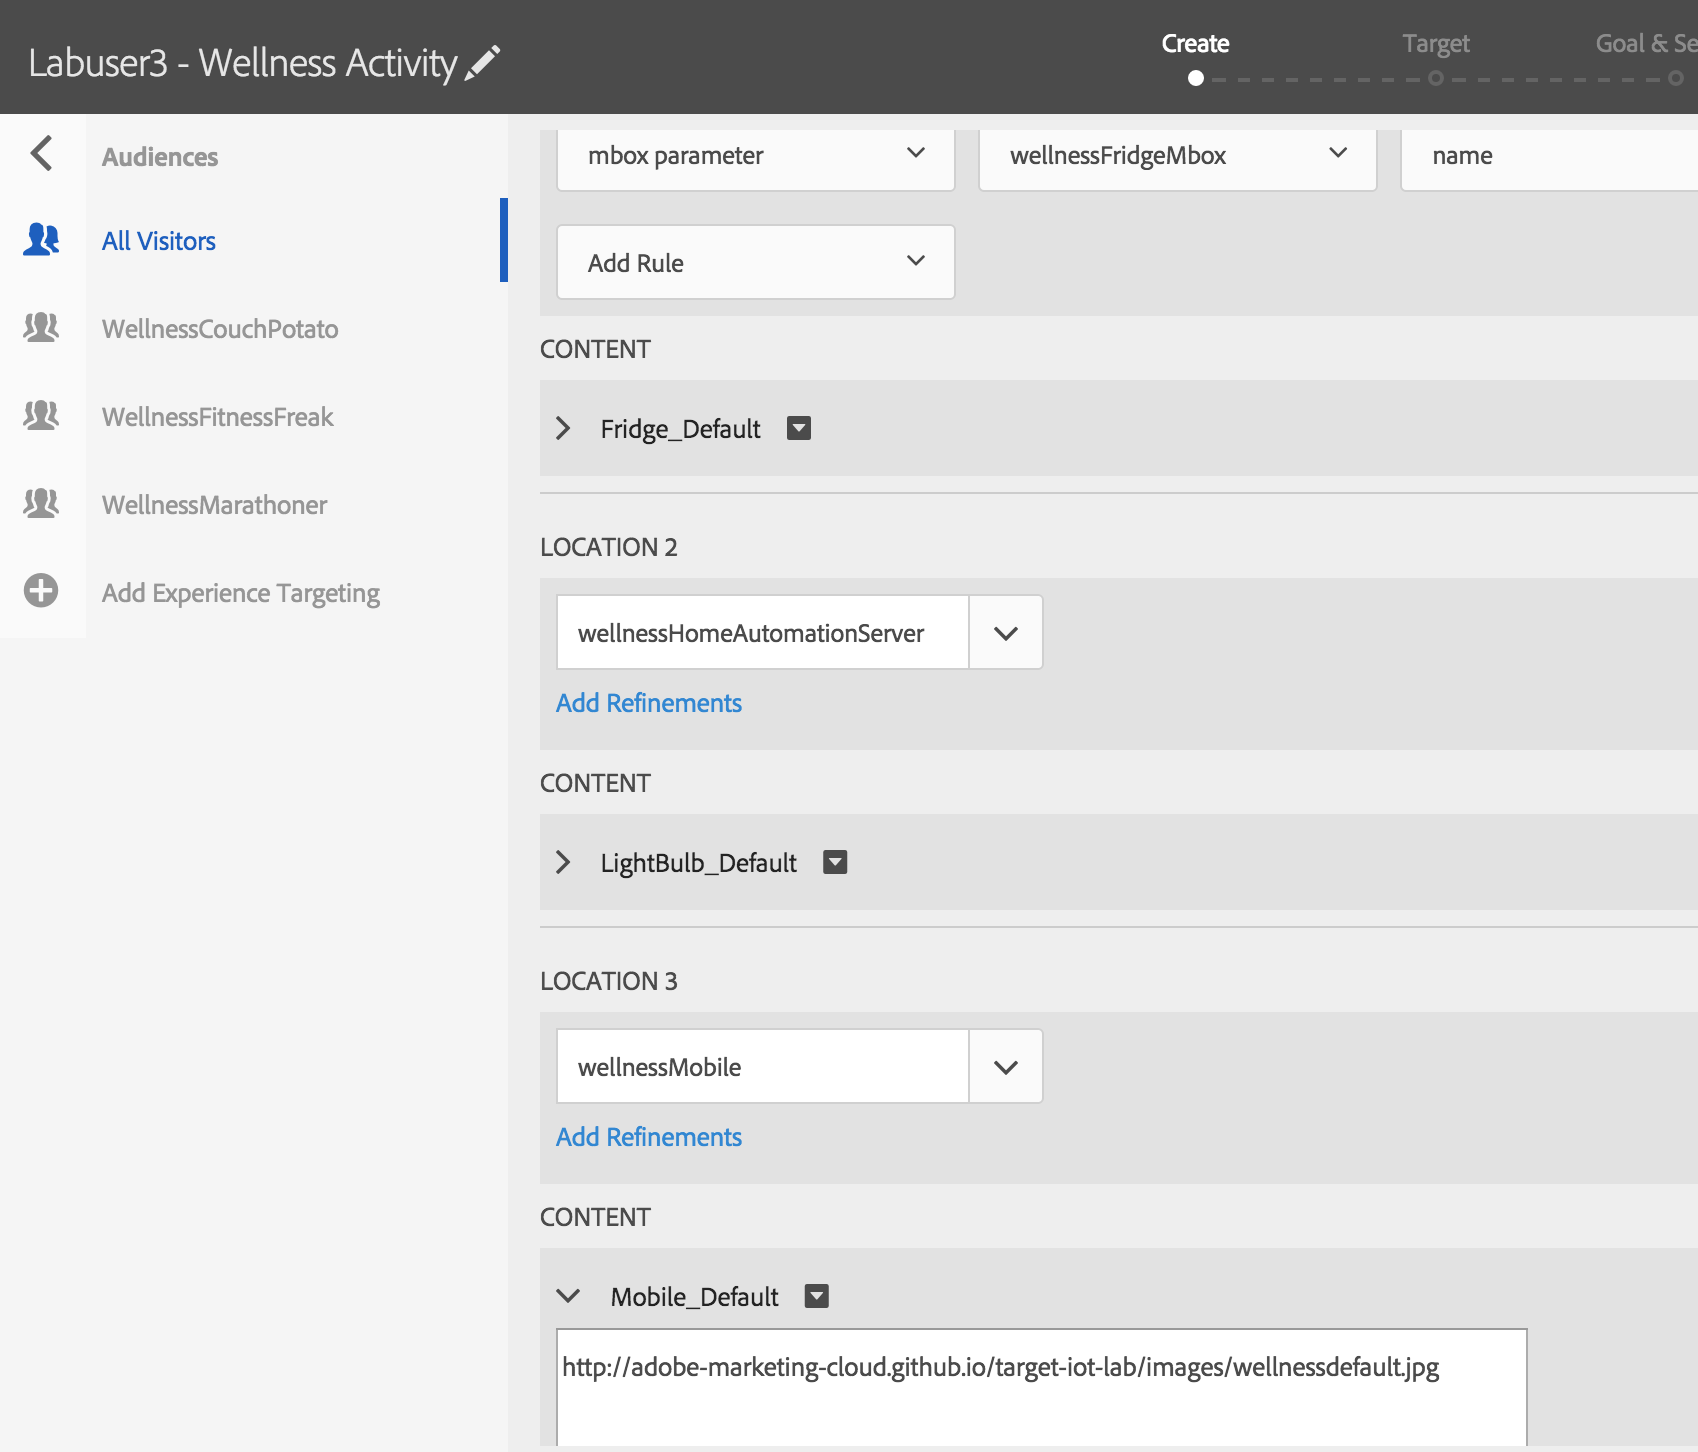 Labuser3 - Wellness Activity
Create
Target
Goal & Se
Audiences
All Visitors
WellnessCouchPotato
WellnessFitnessFreak
WellnessMarathoner
Add Experience Targeting
mbox parameter
wellnessFridgeMbox
name
Add Rule
CONTENT
Fridge_Default
LOCATION 2
wellnessHomeAutomationServer
Add Refinements
CONTENT
LightBulb_Default
LOCATION 3
wellnessMobile
Add Refinements
CONTENT
Mobile_Default
http://adobe-marketing-cloud.github.io/target-iot-lab/images/wellnessdefault.jpg